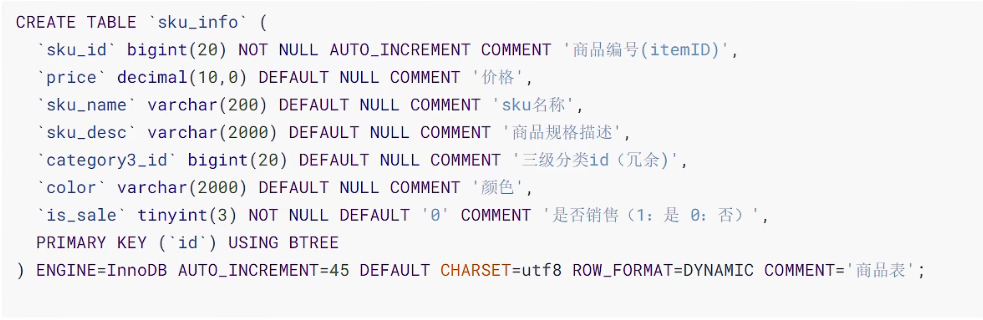 CREATE TABLE `sku_info` (
  `sku_id` bigint(20) NOT NULL AUTO_INCREMENT COMMENT '商品编号(itemID)',
  `price` decimal(10,0) DEFAULT NULL COMMENT '价格',
  `sku_name` varchar(200) DEFAULT NULL COMMENT 'sku名称',
  `sku_desc` varchar(2000) DEFAULT NULL COMMENT '商品规格描述',
  `category3_id` bigint(20) DEFAULT NULL COMMENT '三级分类id（冗余)',
  `color` varchar(2000) DEFAULT NULL COMMENT '颜色',
  `is_sale` tinyint(3) NOT NULL DEFAULT '0' COMMENT '是否销售（1：是 0：否）',
  PRIMARY KEY (`id`) USING BTREE
) ENGINE=InnoDB AUTO_INCREMENT=45 DEFAULT CHARSET=utf8 ROW_FORMAT=DYNAMIC COMMENT='商品表';